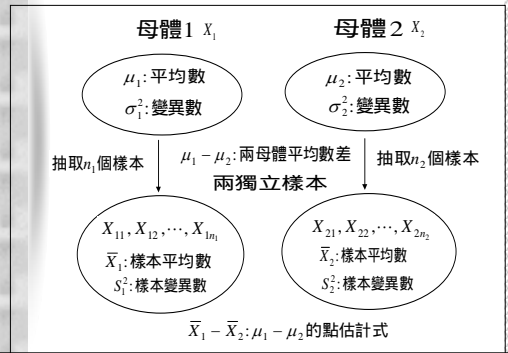 母體1 X₁
母體2 X₂
μ₁:平均數
σ₁²:變異數
μ₂:平均數
σ₂²:變異數
抽取n₁個樣本
μ₁ − μ₂:兩母體平均數差
抽取n₂個樣本
兩獨立樣本
X₁₁, X₁₂, ⋯, X₁ₙ₁
X̄₁:樣本平均數
S₁²:樣本變異數
X₂₁, X₂₂, ⋯, X₂ₙ₂
X̄₂:樣本平均數
S₂²:樣本變異數
X̄₁ − X̄₂:μ₁ − μ₂的點估計式